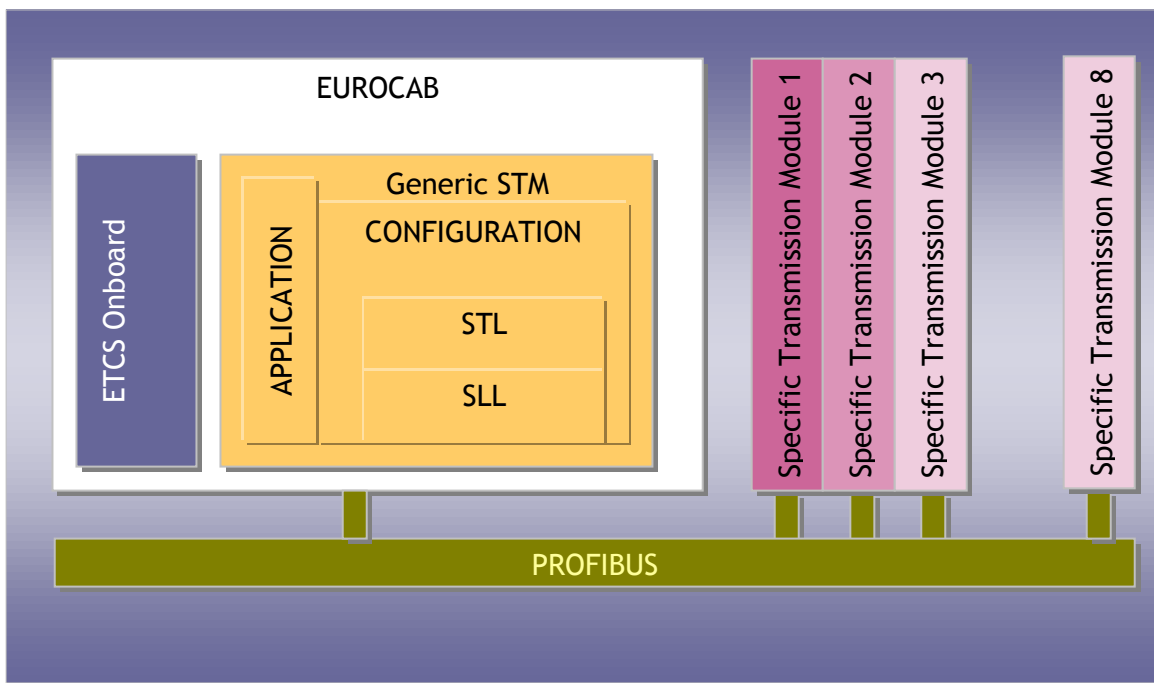 EUROCAB
ETCS Onboard
Generic STM
APPLICATION
CONFIGURATION
STL
SLL
Specific Transmission Module 1
Specific Transmission Module 2
Specific Transmission Module 3
Specific Transmission Module 8
PROFIBUS